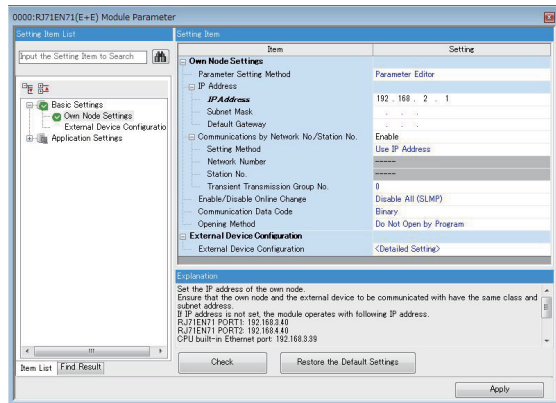 0000:RJ71EN71(E+E) Module Parameter
Setting Item List
Input the Setting Item to Search
Basic Settings
Own Node Settings
External Device Configuratio
Application Settings
Item List
Find Result
Setting Item
Item Setting
Own Node Settings
Parameter Setting Method Parameter Editor
IP Address
IP Address 192 . 168 . 2 . 1
Subnet Mask . . .
Default Gateway . . .
Communications by Network No./Station No. Enable
Setting Method Use IP Address
Network Number -----
Station No. -----
Transient Transmission Group No. 0
Enable/Disable Online Change Disable All (SLMP)
Communication Data Code Binary
Opening Method Do Not Open by Program
External Device Configuration
External Device Configuration <Detailed Setting>
Explanation
Set the IP address of the own node.
Ensure that the own node and the external device to be communicated with have the same class and
subnet address.
If IP address is not set, the module operates with following IP address.
RJ71EN71 PORT1: 192.168.3.40
RJ71EN71 PORT2: 192.168.4.40
CPU built-in Ethernet port: 192.168.3.39
Check
Restore the Default Settings
Apply